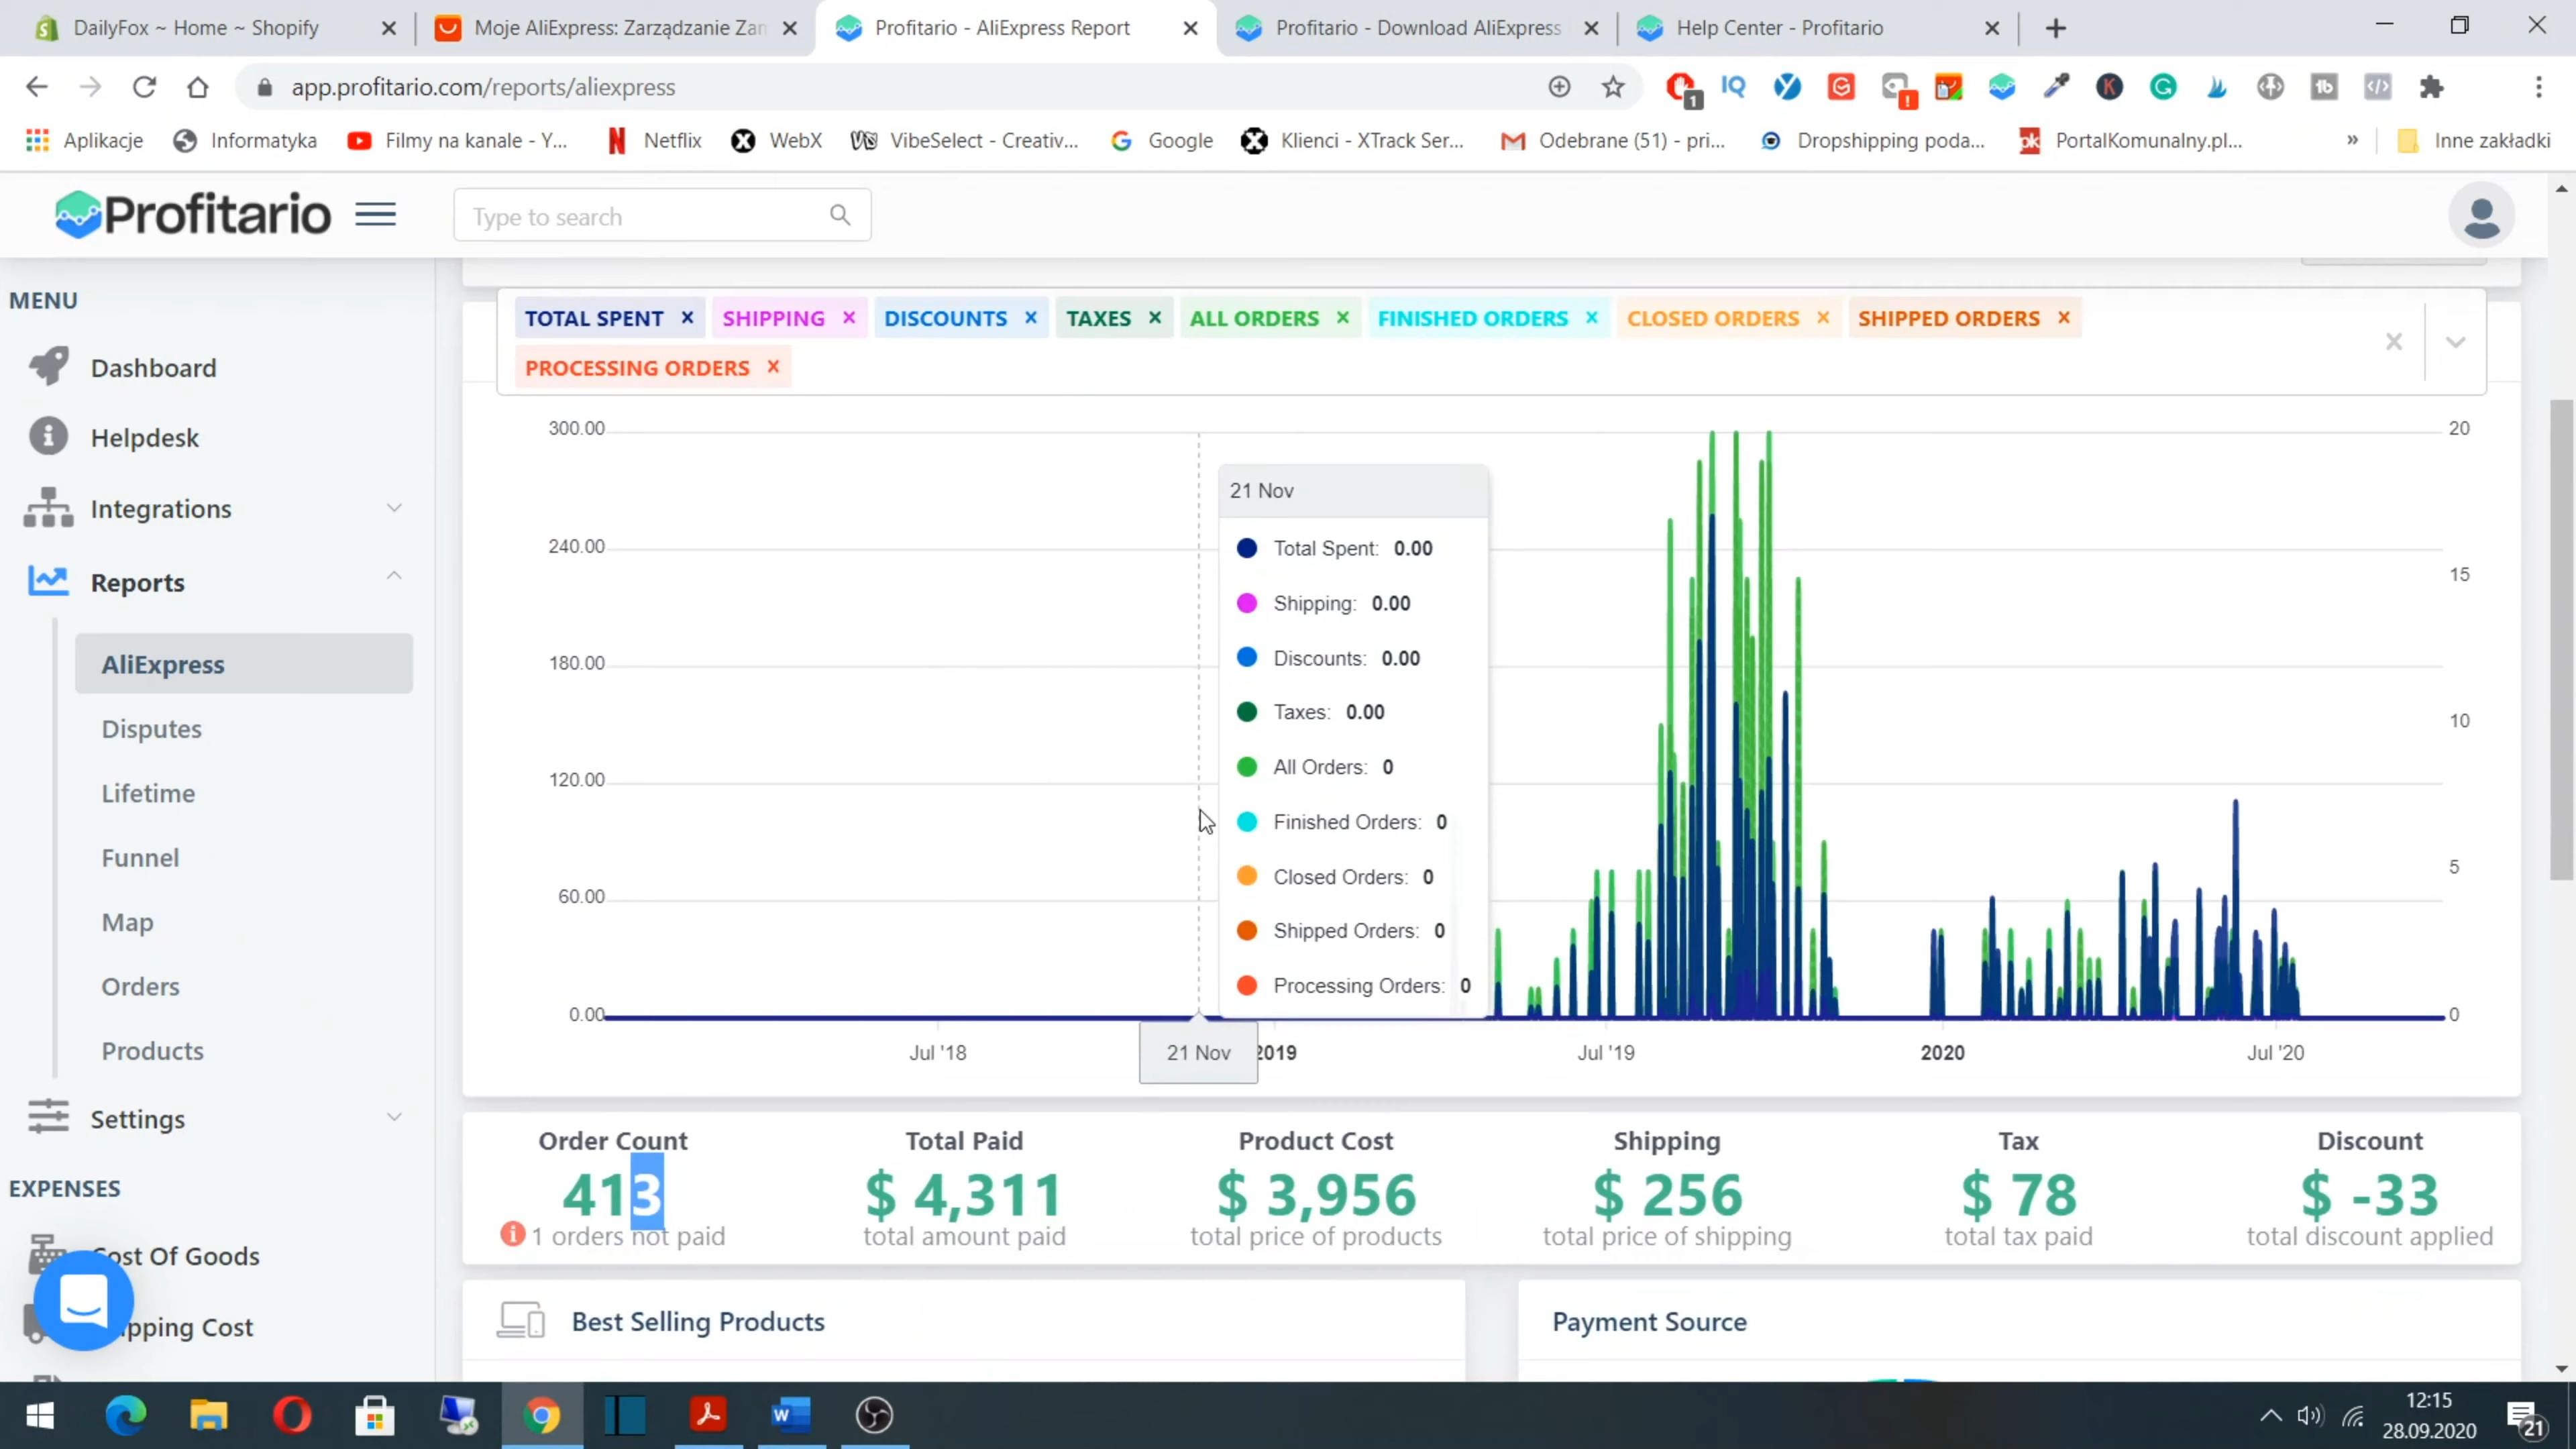 DailyFox ~ Home ~ Shopify
Moje AliExpress: Zarządzanie Zam
Profitario - AliExpress Report
Profitario - Download AliExpress
Help Center - Profitario
app.profitario.com/reports/aliexpress
Aplikacje
Informatyka
Filmy na kanale - Y...
Netflix
WebX
VibeSelect - Creativ...
Google
Klienci - XTrack Ser...
Odebrane (51) - pri...
Dropshipping poda...
PortalKomunalny.pl...
»
Inne zakładki
Profitario
Type to search
MENU
Dashboard
Helpdesk
Integrations
Reports
AliExpress
Disputes
Lifetime
Funnel
Map
Orders
Products
Settings
EXPENSES
Cost Of Goods
pping Cost
TOTAL SPENT ×
SHIPPING ×
DISCOUNTS ×
TAXES ×
ALL ORDERS ×
FINISHED ORDERS ×
CLOSED ORDERS ×
SHIPPED ORDERS ×
PROCESSING ORDERS ×
300.00
240.00
180.00
120.00
60.00
0.00
20
15
10
5
0
21 Nov
Total Spent: 0.00
Shipping: 0.00
Discounts: 0.00
Taxes: 0.00
All Orders: 0
Finished Orders: 0
Closed Orders: 0
Shipped Orders: 0
Processing Orders: 0
Jul '18
21 Nov
2019
Jul '19
2020
Jul '20
Order Count
413
1 orders not paid
Total Paid
$ 4,311
total amount paid
Product Cost
$ 3,956
total price of products
Shipping
$ 256
total price of shipping
Tax
$ 78
total tax paid
Discount
$ -33
total discount applied
Best Selling Products
Payment Source
12:15
28.09.2020
21